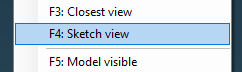 F3: Closest view
F4: Sketch view
F5: Model visible